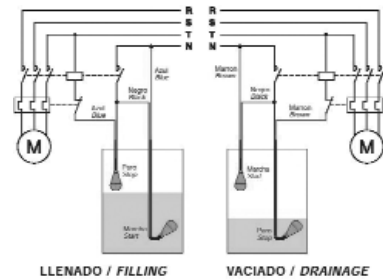 R R
S S
T T
N N
Azul
Blue
Marron
Brown
Negro
Black
Negro
Black
Azul
Blue
Marron
Brown
Paro
Stop
Marcha
Start
Marcha
Start
Paro
Stop
M M
LLENADO / FILLING VACIADO / DRAINAGE